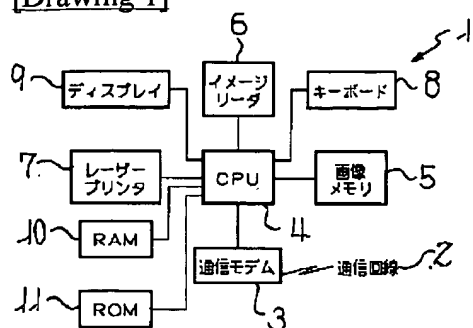 [Drawing 1]
6
1
9
ディスプレイ
イメージ
リーダ
キーボード
8
7
レーザー
プリンタ
CPU
画像
メモリ
5
4
10
RAM
通信モデム
通信回線
2
3
11
ROM